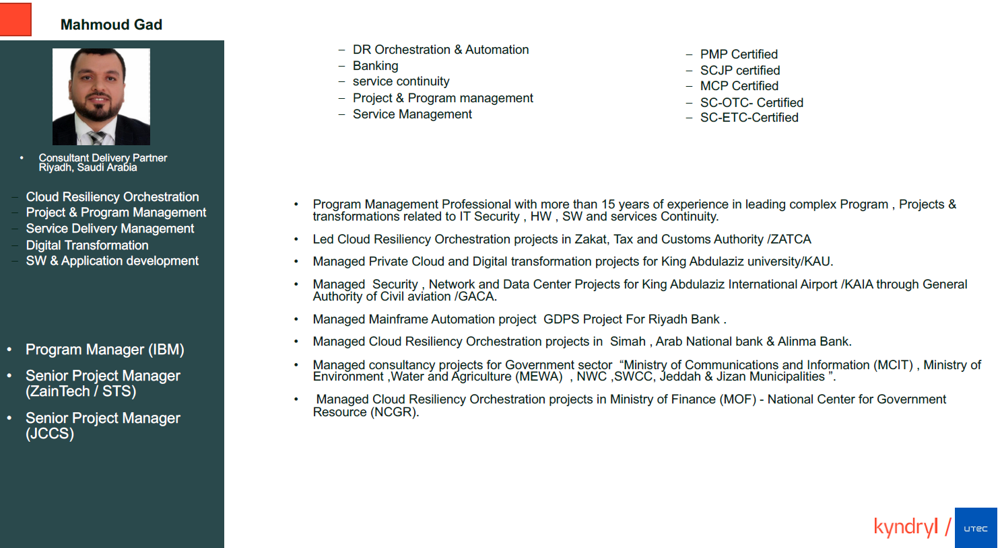 Mahmoud Gad
Consultant Delivery Partner
Riyadh, Saudi Arabia
– Cloud Resiliency Orchestration
– Project & Program Management
– Service Delivery Management
– Digital Transformation
– SW & Application development
• Program Manager (IBM)
• Senior Project Manager
(ZainTech / STS)
• Senior Project Manager
(JCCS)
– DR Orchestration & Automation
– Banking
– service continuity
– Project & Program management
– Service Management
– PMP Certified
– SCJP certified
– MCP Certified
– SC-OTC- Certified
– SC-ETC-Certified
• Program Management Professional with more than 15 years of experience in leading complex Program , Projects &
transformations related to IT Security , HW , SW and services Continuity.
• Led Cloud Resiliency Orchestration projects in Zakat, Tax and Customs Authority /ZATCA
• Managed Private Cloud and Digital transformation projects for King Abdulaziz university/KAU.
• Managed  Security , Network and Data Center Projects for King Abdulaziz International Airport /KAIA through General
Authority of Civil aviation /GACA.
• Managed Mainframe Automation project  GDPS Project For Riyadh Bank .
• Managed Cloud Resiliency Orchestration projects in  Simah , Arab National bank & Alinma Bank.
• Managed consultancy projects for Government sector  “Ministry of Communications and Information (MCIT) , Ministry of
Environment ,Water and Agriculture (MEWA)  , NWC ,SWCC, Jeddah & Jizan Municipalities ”.
• Managed Cloud Resiliency Orchestration projects in Ministry of Finance (MOF) - National Center for Government
Resource (NCGR).
kyndryl / UTEC